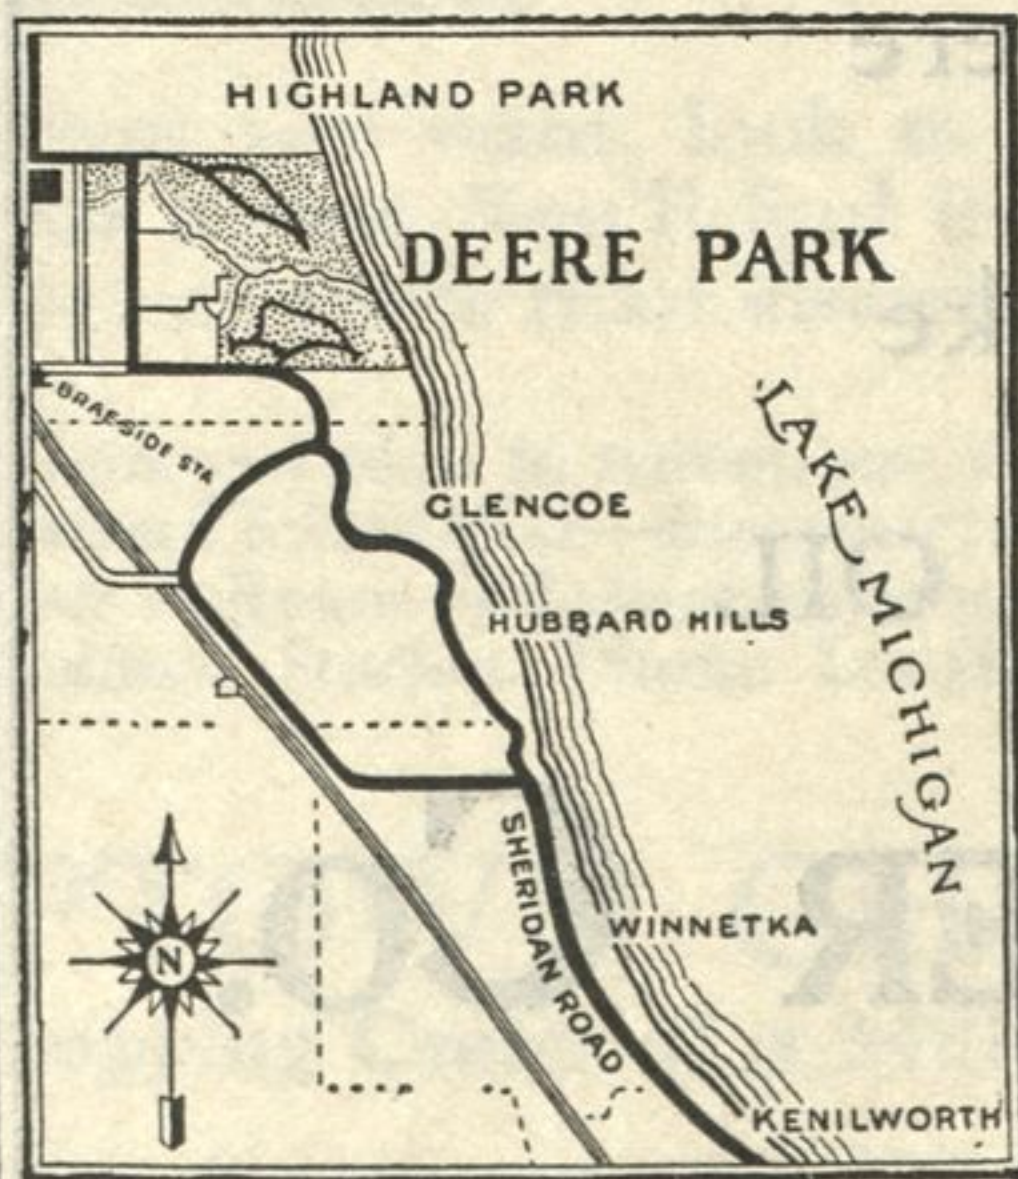 HIGHLAND PARK
DEERE PARK
BRAESIDE STA
LAKE MICHIGAN
GLENCOE
HUBBARD HILLS
SHERIDAN ROAD
WINNETKA
N
KENILWORTH